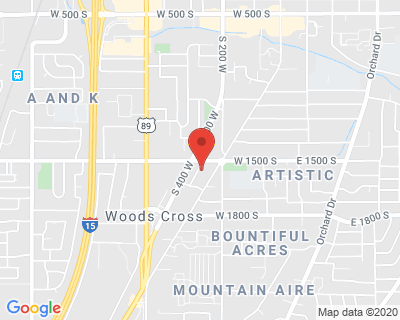 W 500 S
W 500 S
W 500 S
S 200 W
Orchard Dr
A AND K
89
W 1500 S
E 1500 S
S 400 W
ARTISTIC
Woods Cross
W 1800 S
E 1800 S
15
Orchard Dr
BOUNTIFUL
ACRES
MOUNTAIN AIRE
Google
Map data ©2020